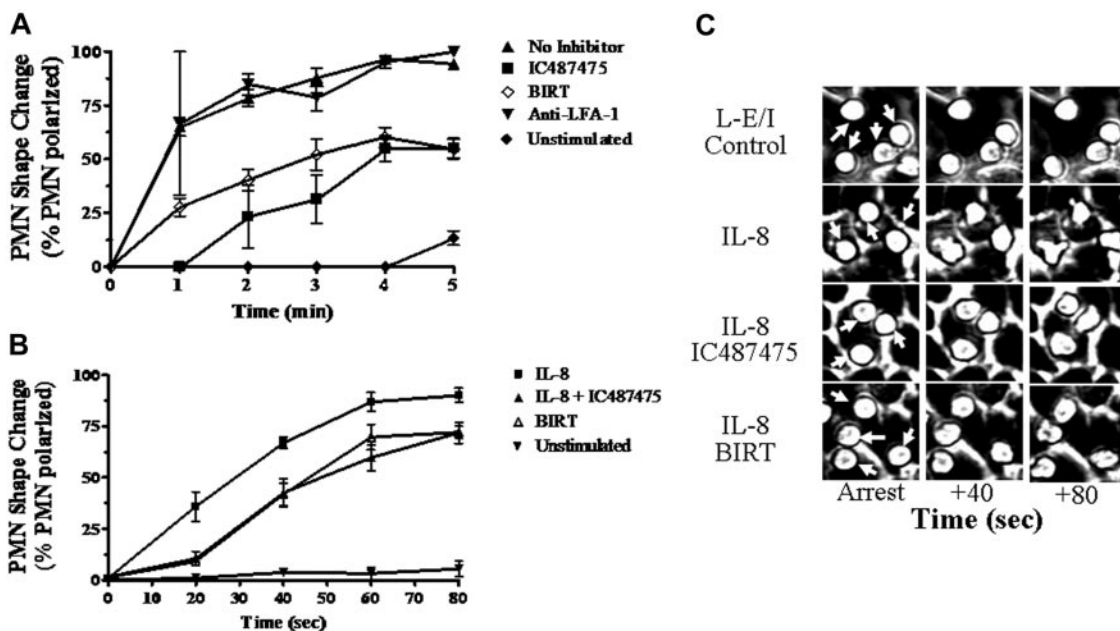 A
PMN Shape Change
(% PMN polarized)
100
75
50
25
0
0 1 2 3 4 5
Time (min)
No Inhibitor
IC487475
BIRT
Anti-LFA-1
Unstimulated
B
PMN Shape Change
(% PMN polarized)
100
75
50
25
0
0 10 20 30 40 50 60 70 80
Time (sec)
IL-8
IL-8 + IC487475
BIRT
Unstimulated
C
L-E/I
Control
IL-8
IL-8
IC487475
IL-8
BIRT
Arrest +40 +80
Time (sec)